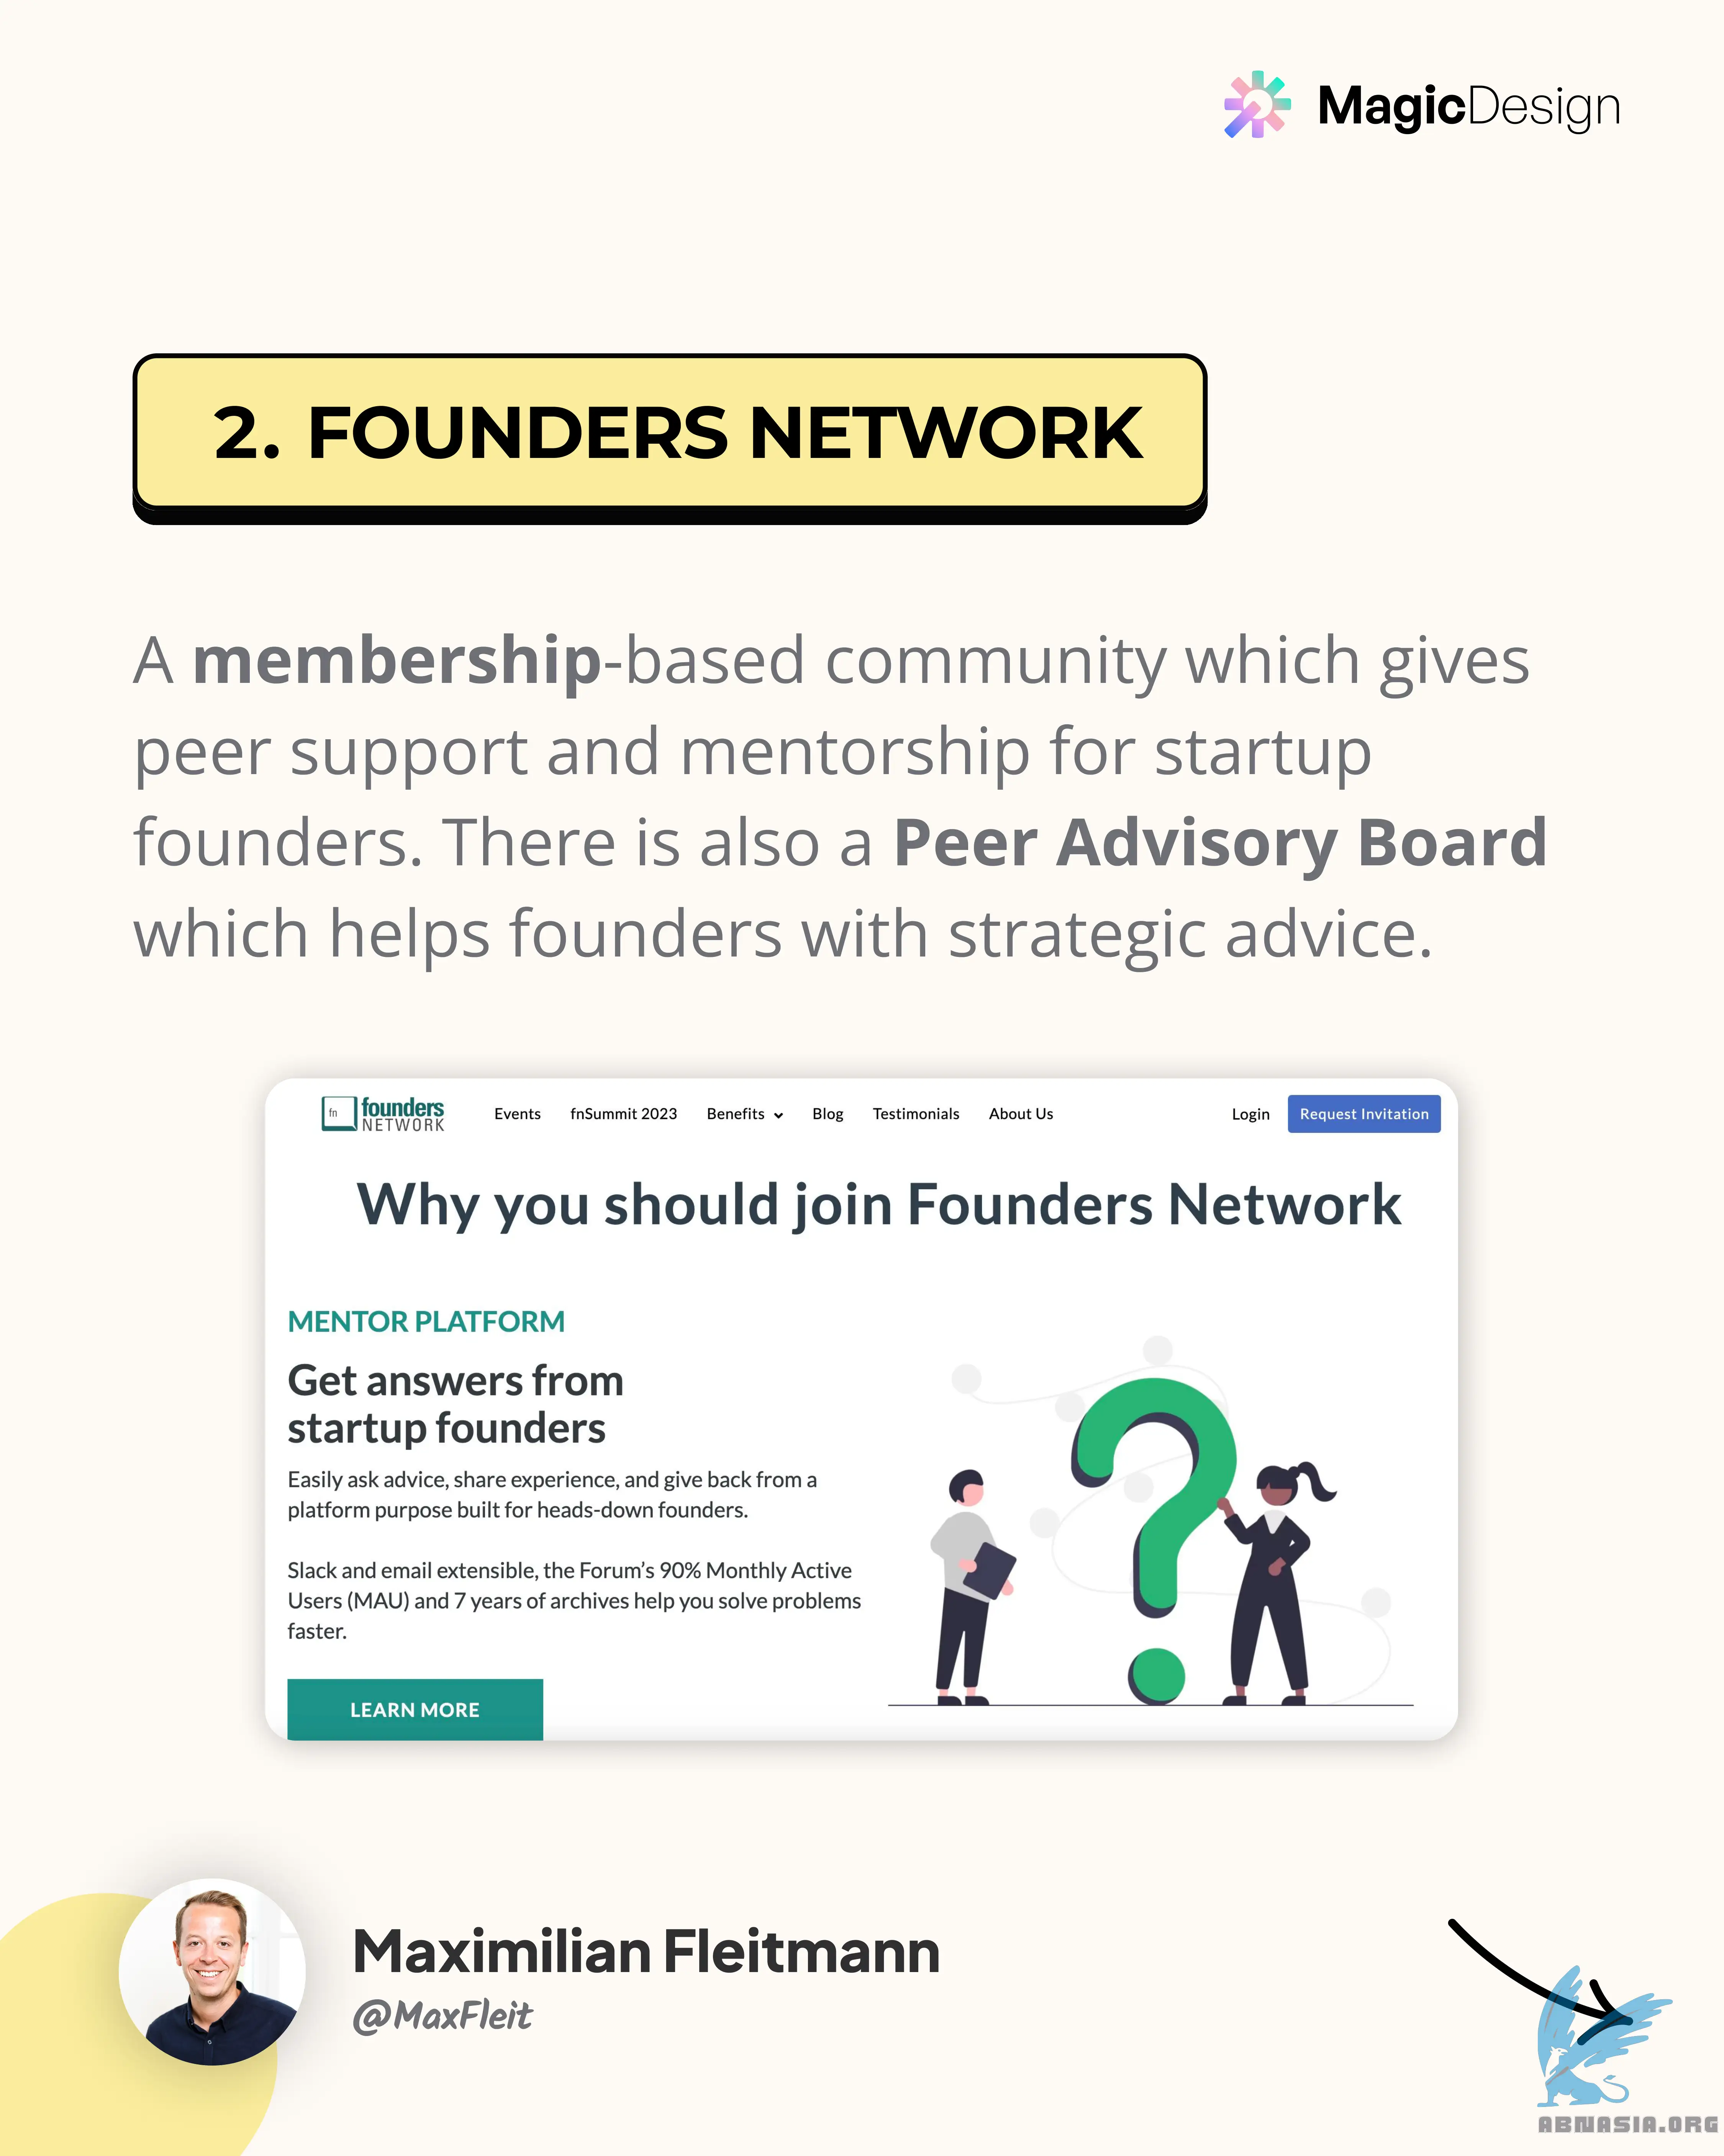 MagicDesign
2. FOUNDERS NETWORK
A membership-based community which gives
peer support and mentorship for startup
founders. There is also a Peer Advisory Board
which helps founders with strategic advice.
fn founders NETWORK
Events fnSummit 2023 Benefits Blog Testimonials About Us Login Request Invitation
Why you should join Founders Network
MENTOR PLATFORM
Get answers from
startup founders
Easily ask advice, share experience, and give back from a
platform purpose built for heads-down founders.
Slack and email extensible, the Forum’s 90% Monthly Active
Users (MAU) and 7 years of archives help you solve problems
faster.
LEARN MORE
Maximilian Fleitmann
@MaxFleit
ABNASIA.ORG